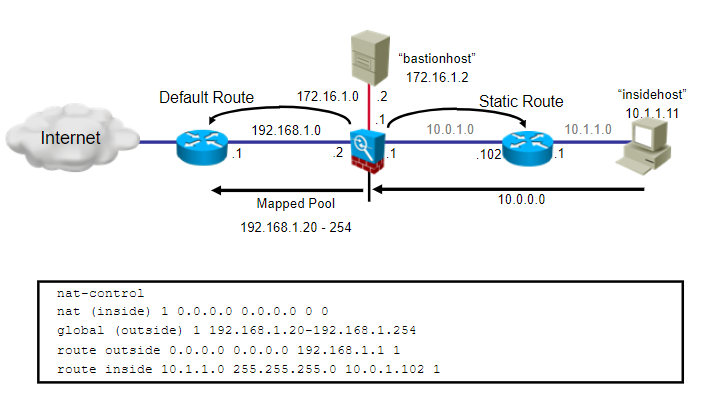 "bastionhost"
172.16.1.2
Default Route
172.16.1.0
.2
Static Route
"insidehost"
10.1.1.11
.1
Internet
192.168.1.0
10.0.1.0
10.1.1.0
.1
.2
.1
.102
.1
Mapped Pool
10.0.0.0
192.168.1.20 - 254
nat-control
nat (inside) 1 0.0.0.0 0.0.0.0 0 0
global (outside) 1 192.168.1.20-192.168.1.254
route outside 0.0.0.0 0.0.0.0 192.168.1.1 1
route inside 10.1.1.0 255.255.255.0 10.0.1.102 1